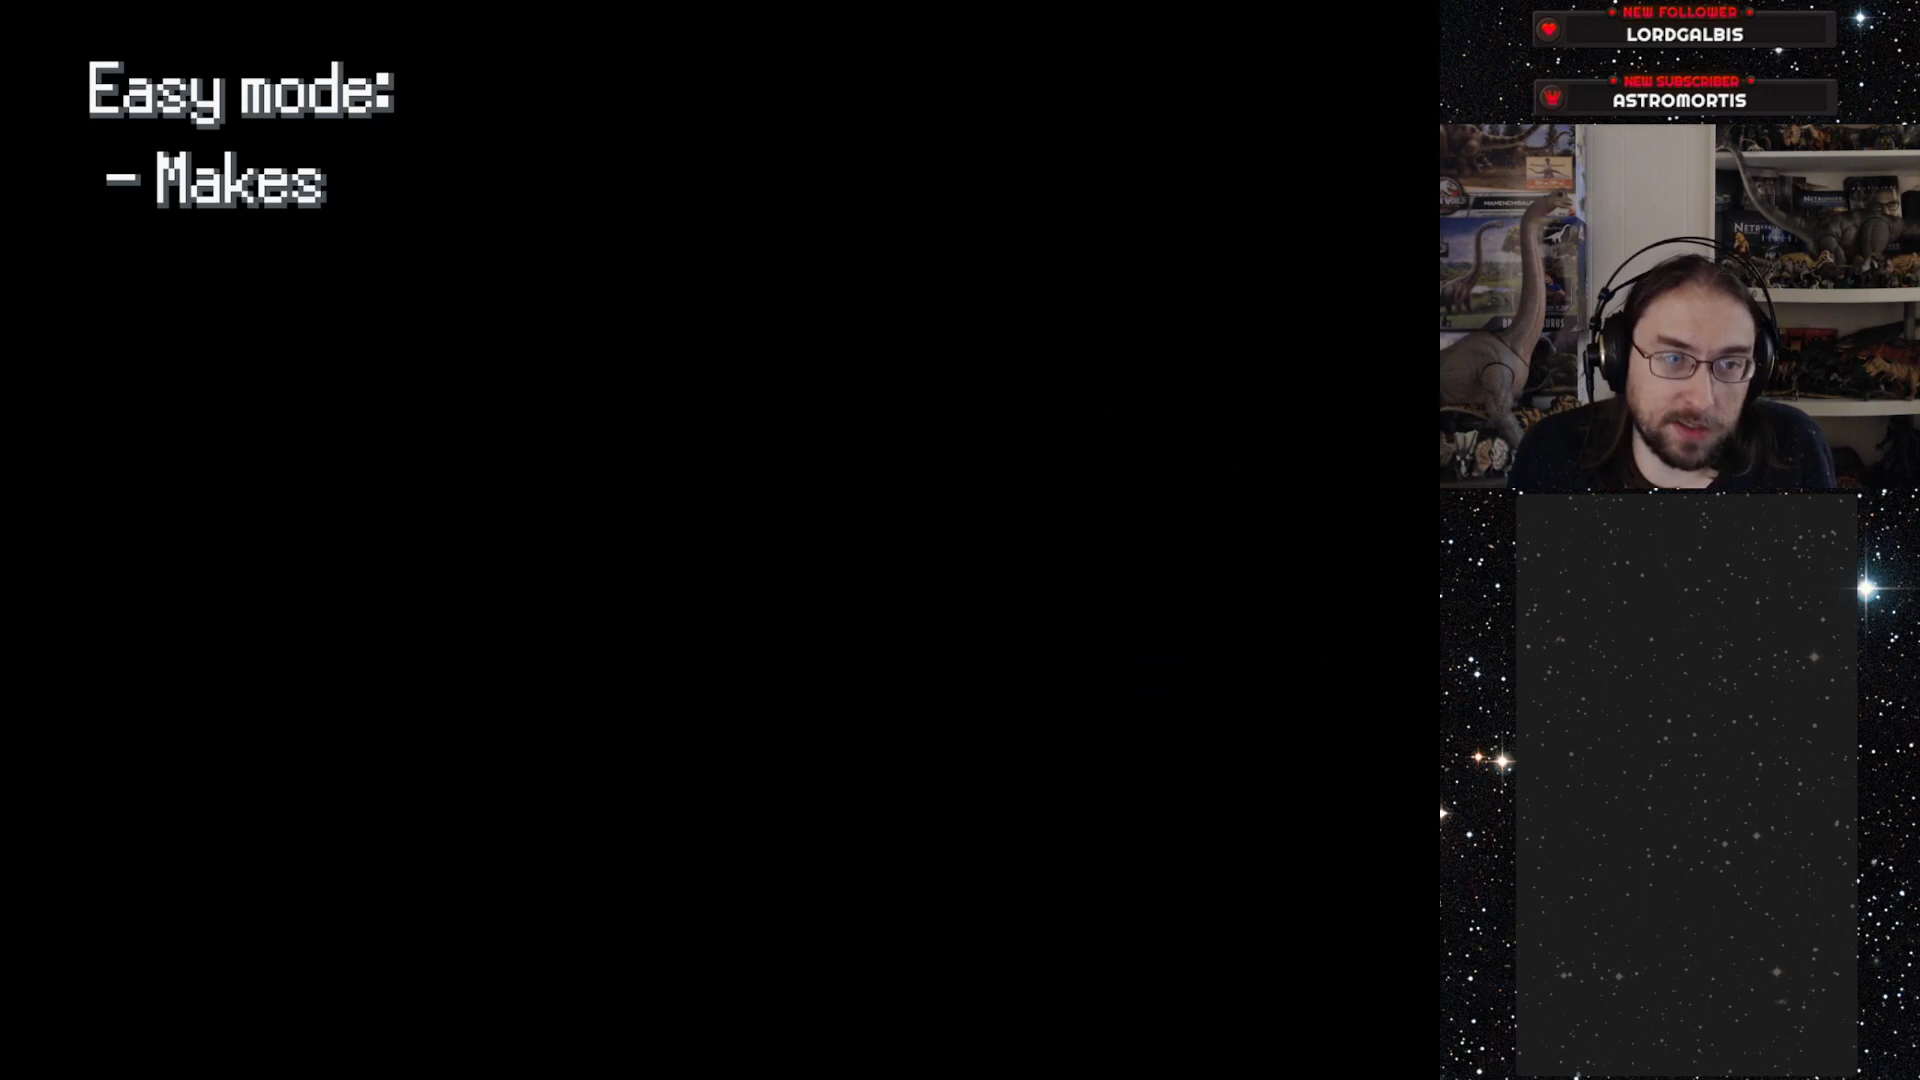 Easy mode:
- Makes
NEW FOLLOWER
LORDGALBIS
NEW SUBSCRIBER
ASTROMORTIS